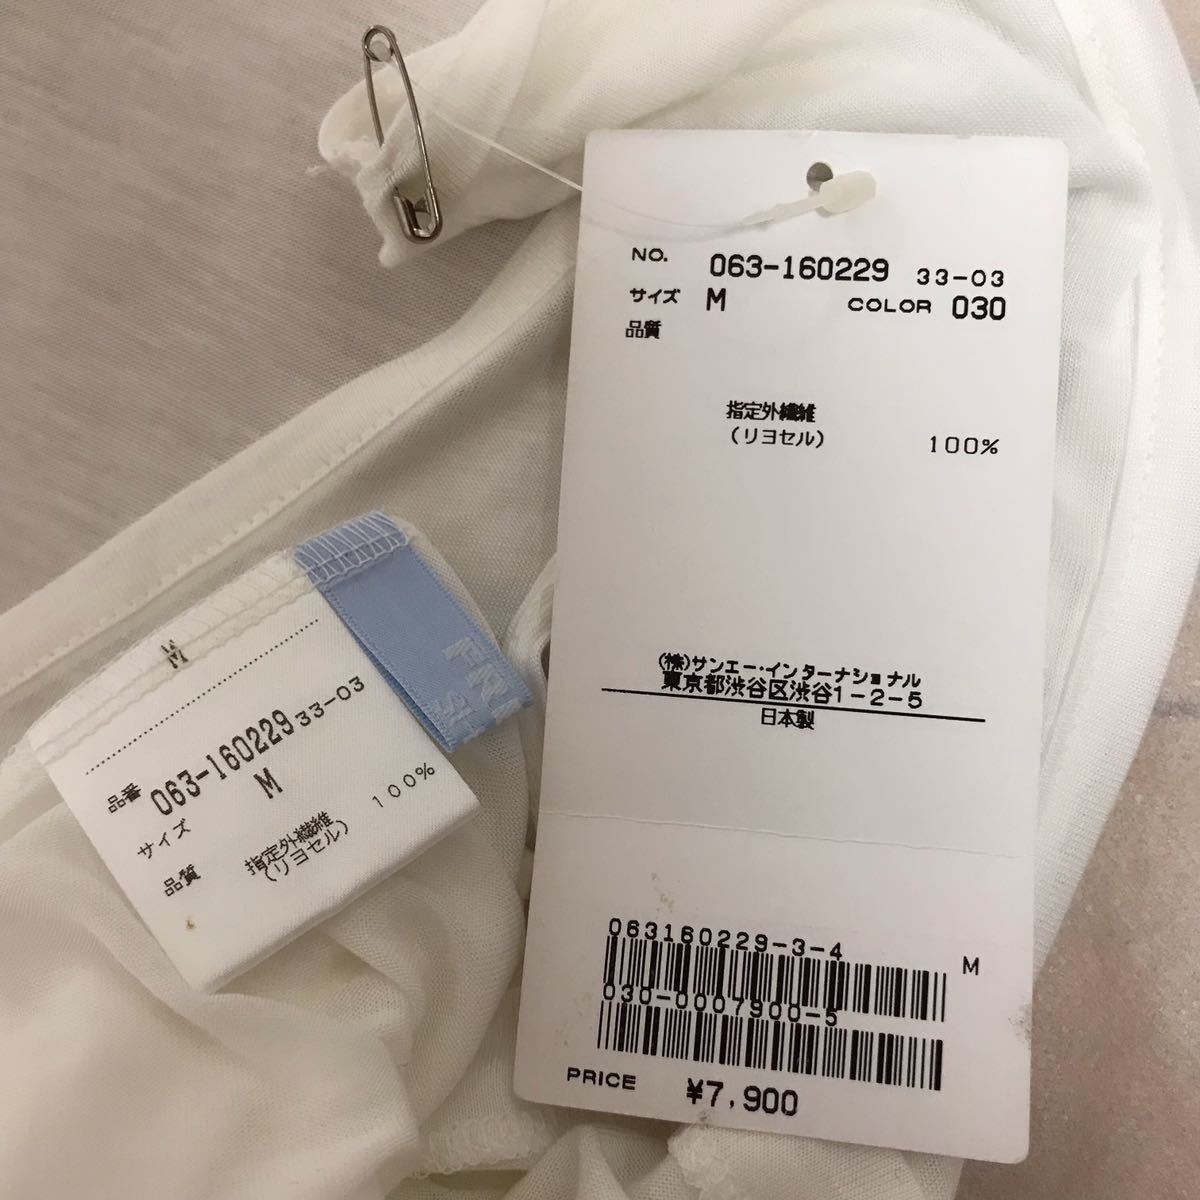 NO. 063-160229 33-03
サイズ M COLOR 030
品質
指定外繊維
(リヨセル) 100%
(株)サンエー・インターナショナル
東京都渋谷区渋谷1-2-5
日本製
063160229-3-4
M
030-0007900-5
PRICE ¥7,900
M
品番 063-160229 33-03
サイズ M
品質 指定外繊維
(リヨセル) 100%